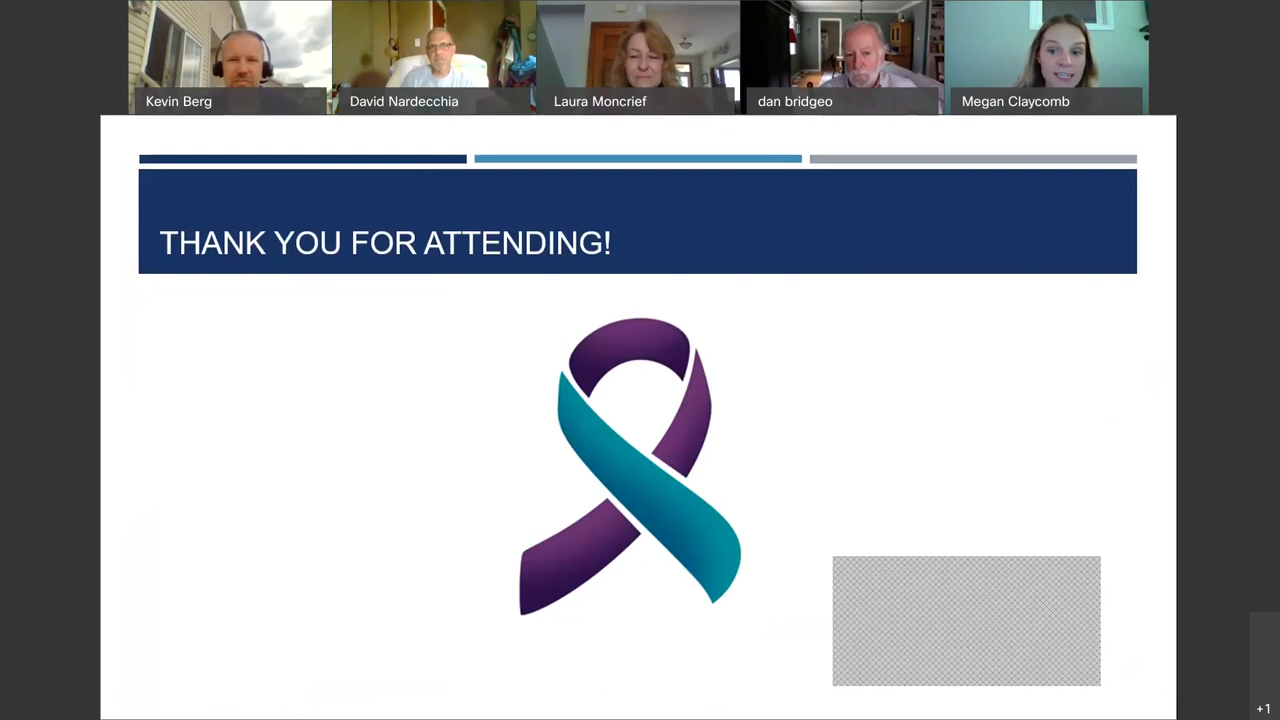 Kevin Berg
David Nardecchia
Laura Moncrief
dan bridgeo
Megan Claycomb
THANK YOU FOR ATTENDING!
+1